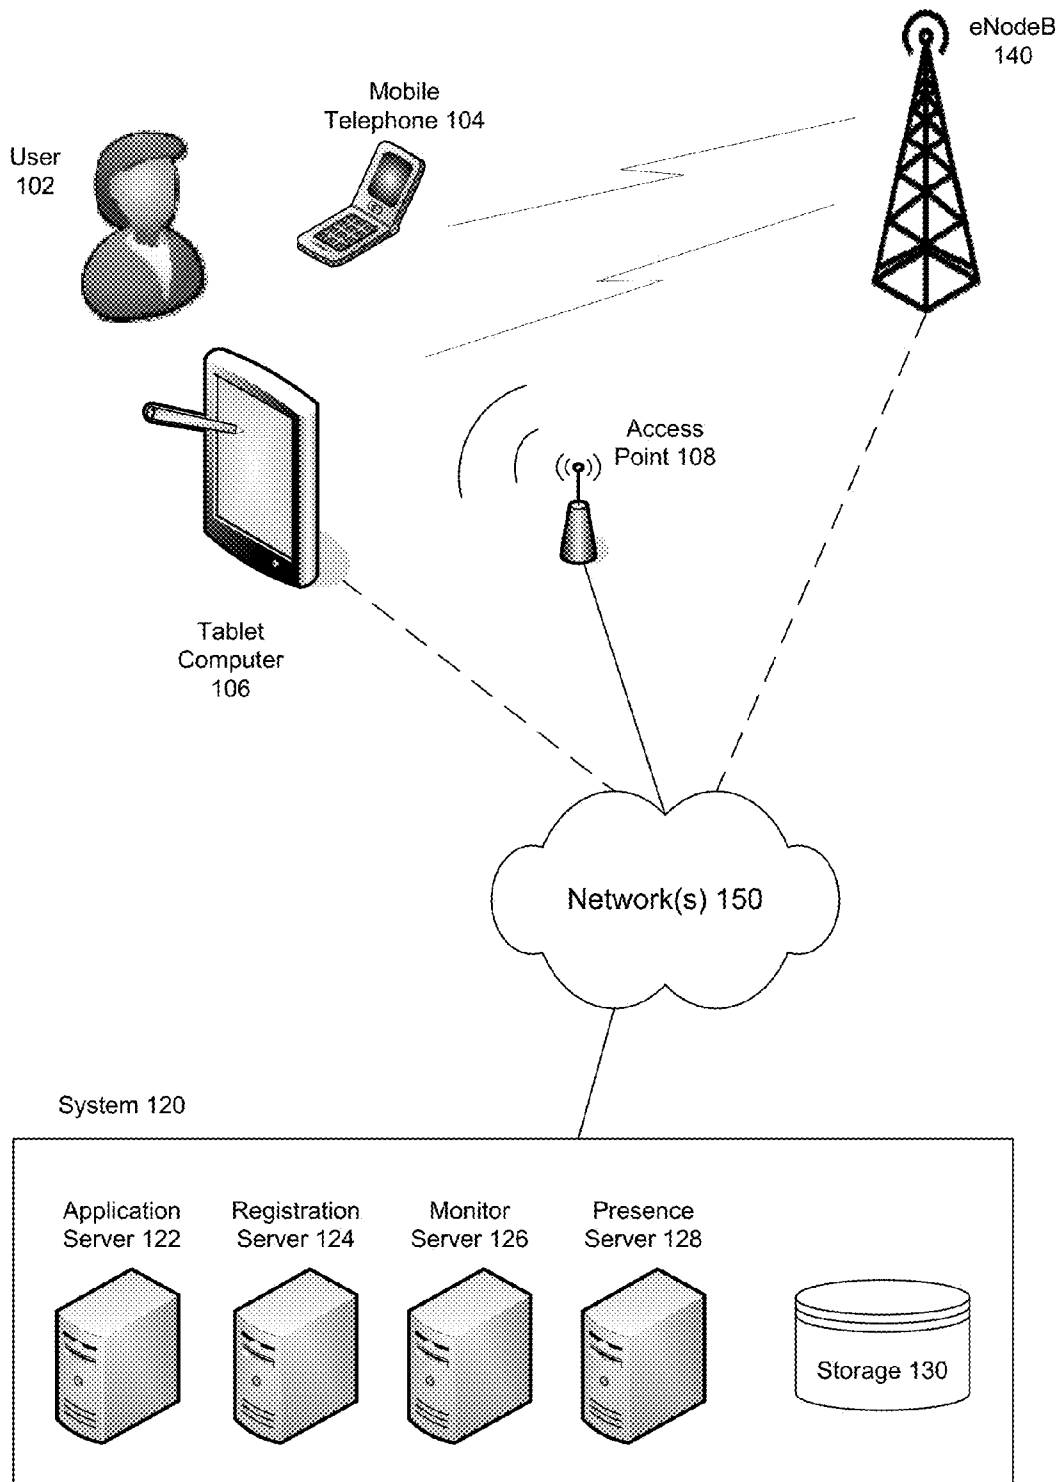 eNodeB
140
Mobile
Telephone 104
User
102
Access
Point 108
Tablet
Computer
106
Network(s) 150
System 120
Application
Server 122
Registration
Server 124
Monitor
Server 126
Presence
Server 128
Storage 130